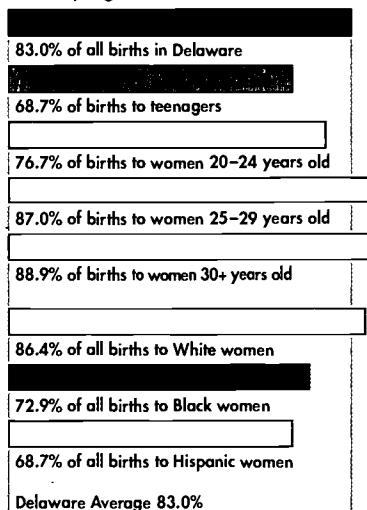 83.0% of all births in Delaware
68.7% of births to teenagers
76.7% of births to women 20–24 years old
87.0% of births to women 25–29 years old
88.9% of births to women 30+ years old
86.4% of all births to White women
72.9% of all births to Black women
68.7% of all births to Hispanic women
Delaware Average 83.0%